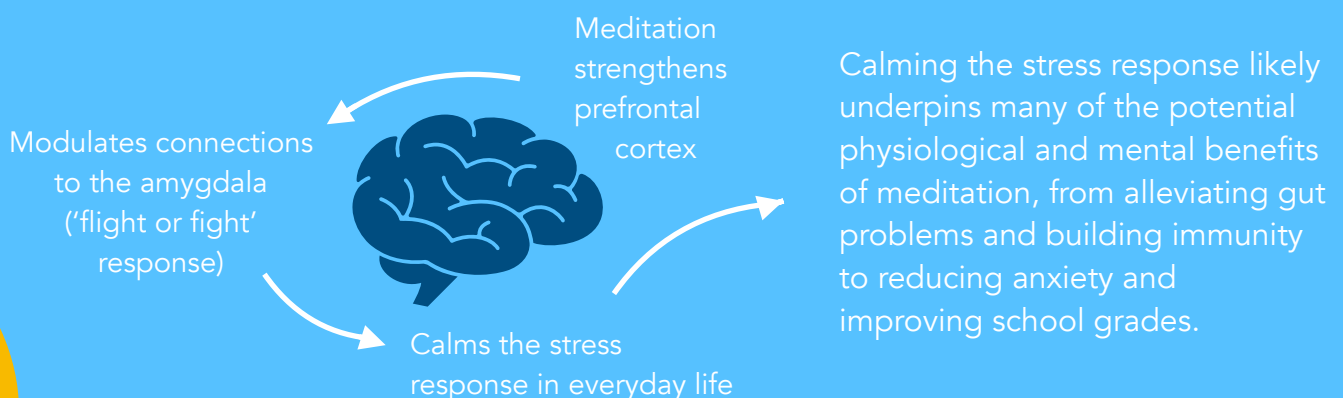 Meditation
strengthens
prefrontal
cortex
Modulates connections
to the amygdala
(‘flight or fight’
response)
Calms the stress
response in everyday life
Calming the stress response likely
underpins many of the potential
physiological and mental benefits
of meditation, from alleviating gut
problems and building immunity
to reducing anxiety and
improving school grades.